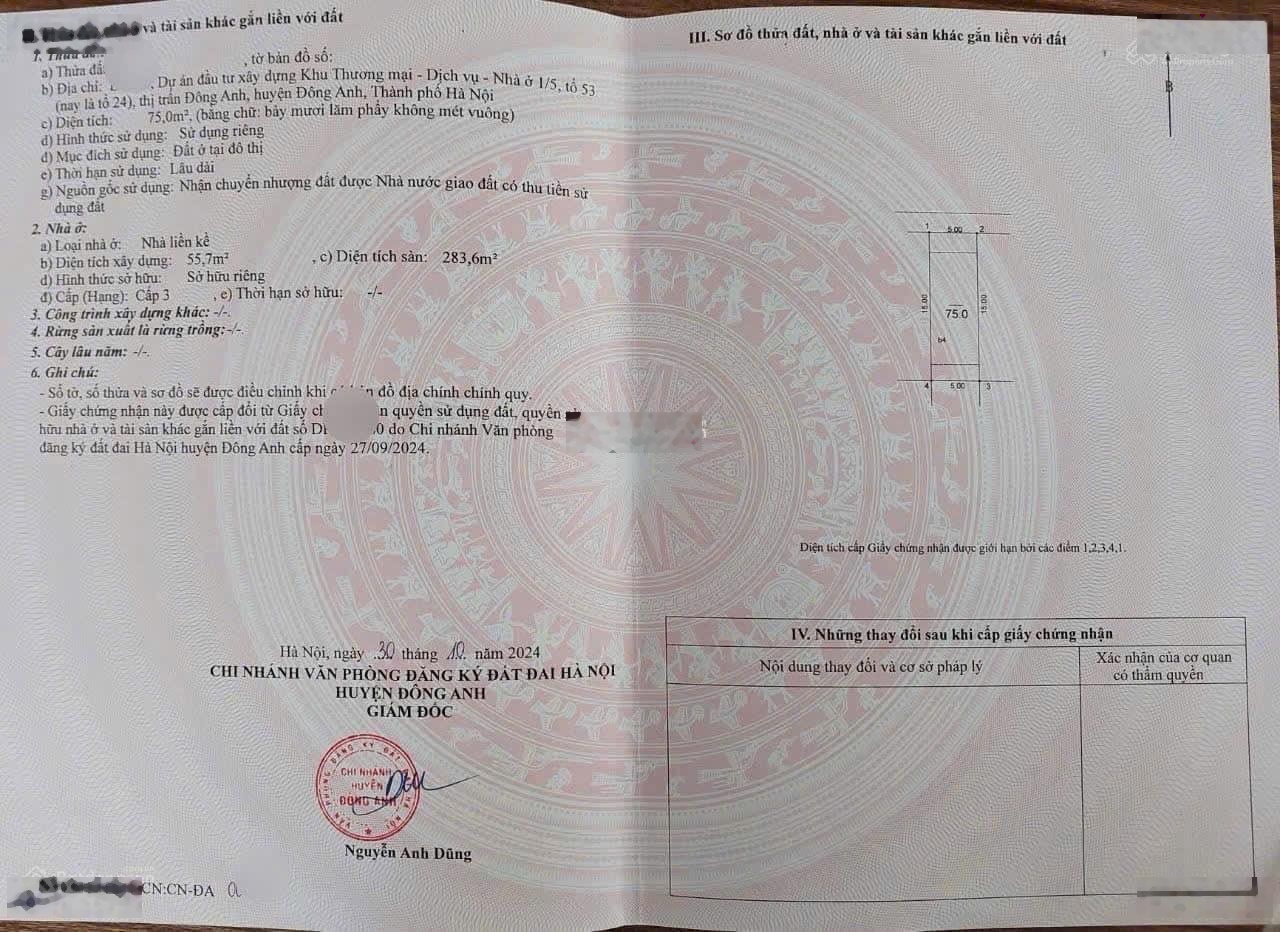 và tài sản khác gắn liền với đất
1. Thửa đất:
a) Thửa đấ
, tờ bản đồ số:
b) Địa chỉ: , Dự án đầu tư xây dựng Khu Thương mại - Dịch vụ - Nhà ở 1/5, tổ 53
(nay là tổ 24), thị trấn Đông Anh, huyện Đông Anh, Thành phố Hà Nội
c) Diện tích: 75,0m², (bằng chữ: bảy mươi lăm phẩy không mét vuông)
d) Hình thức sử dụng: Sử dụng riêng
đ) Mục đích sử dụng: Đất ở tại đô thị
e) Thời hạn sử dụng: Lâu dài
g) Nguồn gốc sử dụng: Nhận chuyển nhượng đất được Nhà nước giao đất có thu tiền sử
dụng đất
2. Nhà ở:
a) Loại nhà ở: Nhà liền kề
b) Diện tích xây dựng: 55,7m² , c) Diện tích sàn: 283,6m²
d) Hình thức sở hữu: Sở hữu riêng
đ) Cấp (Hạng): Cấp 3 , e) Thời hạn sở hữu: -/-
3. Công trình xây dựng khác: -/-.
4. Rừng sản xuất là rừng trồng:-/-.
5. Cây lâu năm: -/-.
6. Ghi chú:
- Số tờ, số thửa và sơ đồ sẽ được điều chỉnh khi đồ địa chính chính quy.
- Giấy chứng nhận này được cấp đổi từ Giấy ch n quyền sử dụng đất, quyền
hữu nhà ở và tài sản khác gắn liền với đất số D 0 do Chi nhánh Văn phòng
đăng ký đất đai Hà Nội huyện Đông Anh cấp ngày 27/09/2024.
Hà Nội, ngày 30 tháng 10 năm 2024
CHI NHÁNH VĂN PHÒNG ĐĂNG KÝ ĐẤT ĐAI HÀ NỘI
HUYỆN ĐÔNG ANH
GIÁM ĐỐC
VĂN PHÒNG ĐĂNG KÝ ĐẤT HÀ NỘI
CHI NHÁNH
HUYỆN
ĐÔNG ANH
Nguyễn Anh Dũng
CN:CN-ĐA
III. Sơ đồ thửa đất, nhà ở và tài sản khác gắn liền với đất
PropertyGuru
B
1 5.00 2
15.00 15.00
75.0
b4
4 5.00 3
Diện tích cấp Giấy chứng nhận được giới hạn bởi các điểm 1,2,3,4,1.
IV. Những thay đổi sau khi cấp giấy chứng nhận
Nội dung thay đổi và cơ sở pháp lý
Xác nhận của cơ quan
có thẩm quyền